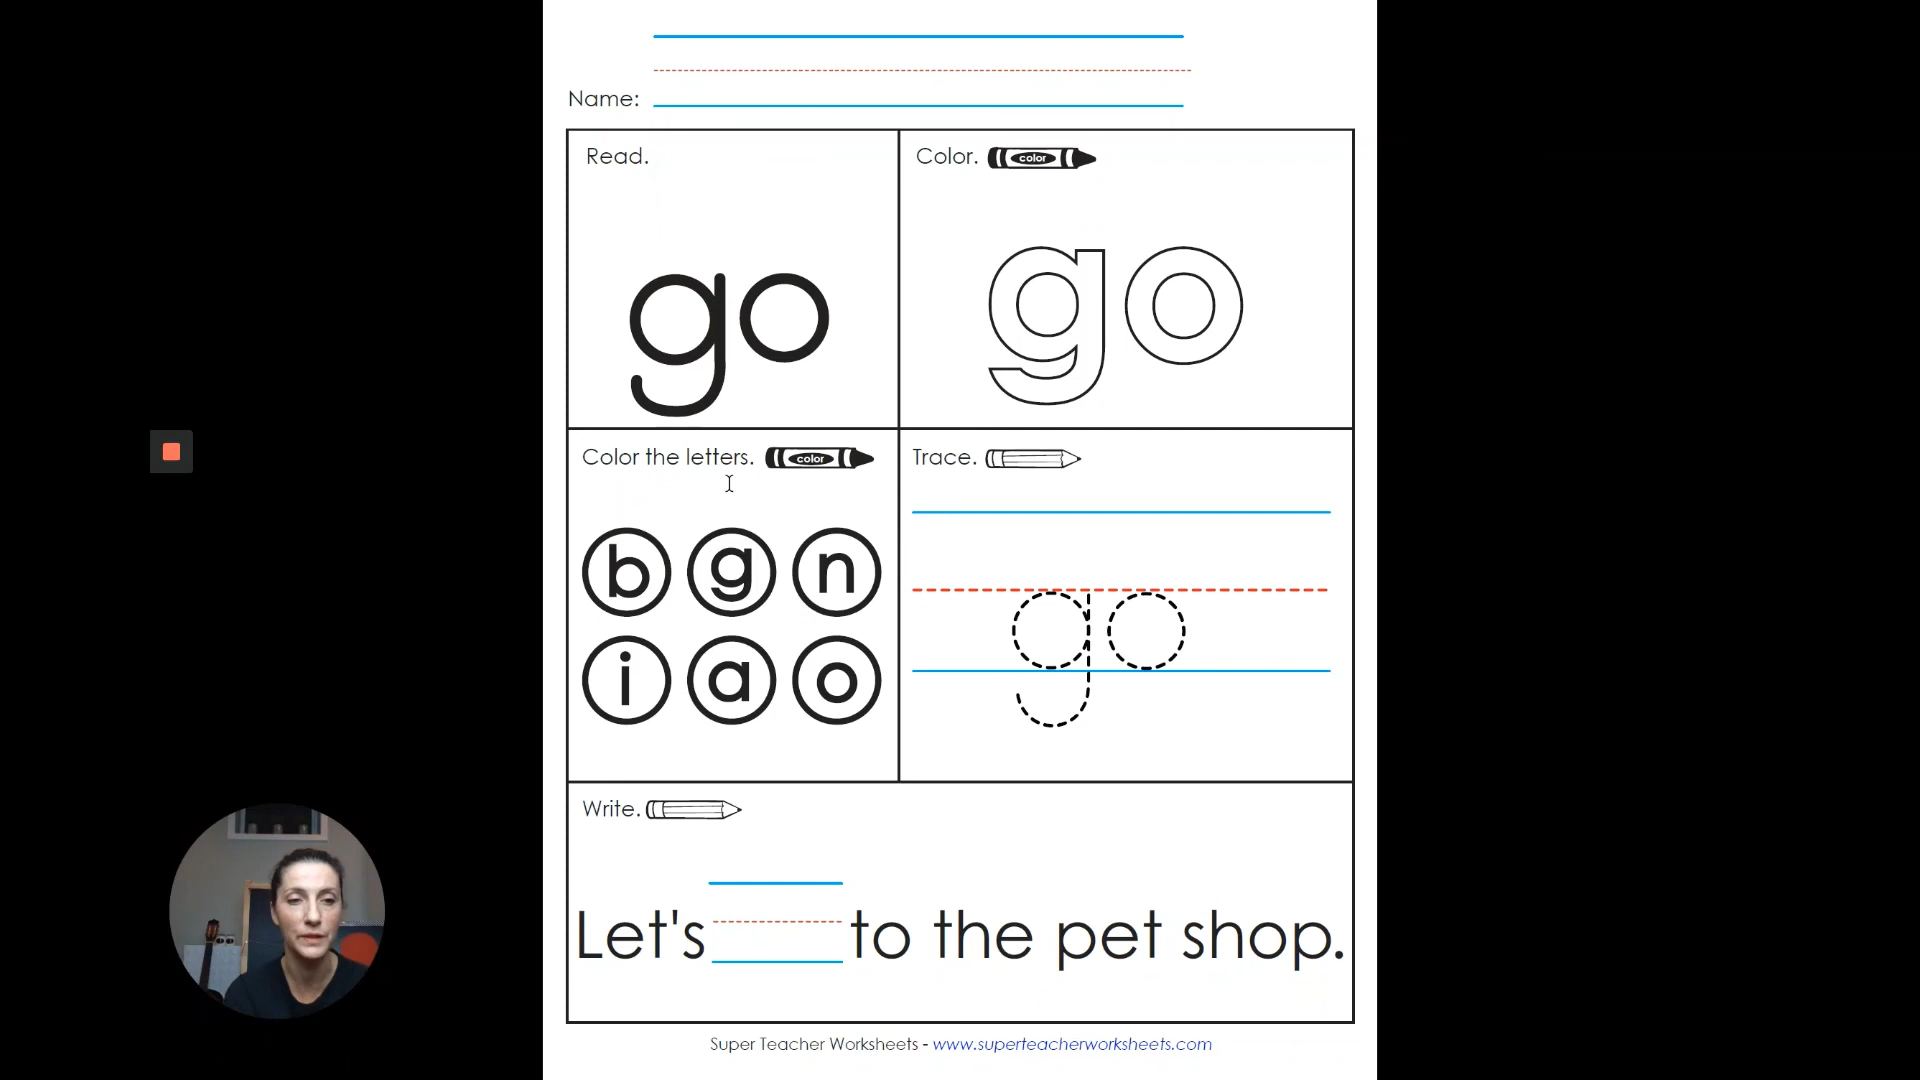 Name:
Read.
go
Color. color
go
Color the letters. color
b g n
i a o
Trace.
go
Write.
Let's to the pet shop.
Super Teacher Worksheets - www.superteacherworksheets.com